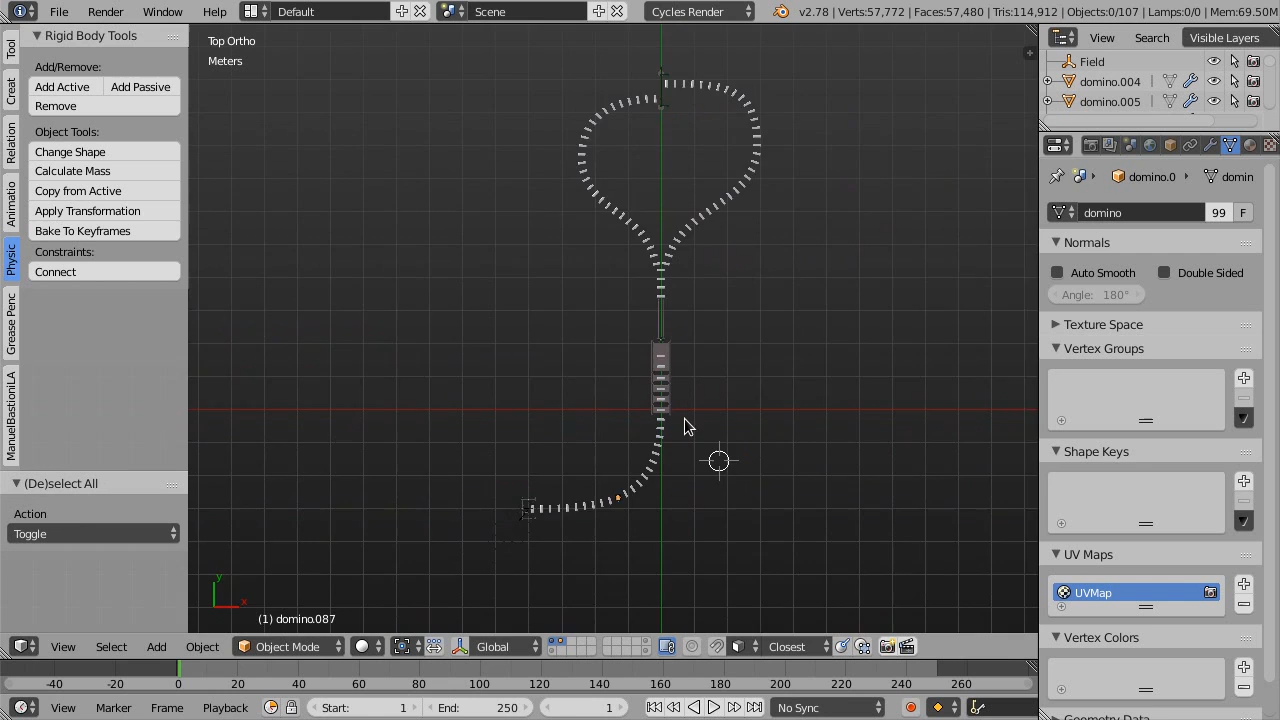 File Render Window Help Default Scene Cycles Render v2.78 | Verts:57,772 | Faces:57,480 | Tris:114,912 | Objects:0/107 | Lamps:0/0 | Mem:69.50M
Rigid Body Tools
Add/Remove:
Add Active Add Passive
Remove
Object Tools:
Change Shape
Calculate Mass
Copy from Active
Apply Transformation
Bake To Keyframes
Constraints:
Connect
Tool
Creat
Relation
Animatio
Physic
Grease Penc
ManuelBastioniLA
(De)select All
Action
Toggle
Top Ortho
Meters
y
x
(1) domino.087
View Select Add Object Object Mode Global Closest
-40 -20 0 20 40 60 80 100 120 140 160 180 200 220 240 260
View Marker Frame Playback Start: 1 End: 250 1 No Sync
View Search Visible Layers
Field
domino.004
domino.005
domino.0 domin
domino 99 F
Normals
Auto Smooth Double Sided
Angle: 180°
Texture Space
Vertex Groups
Shape Keys
UV Maps
UVMap
Vertex Colors